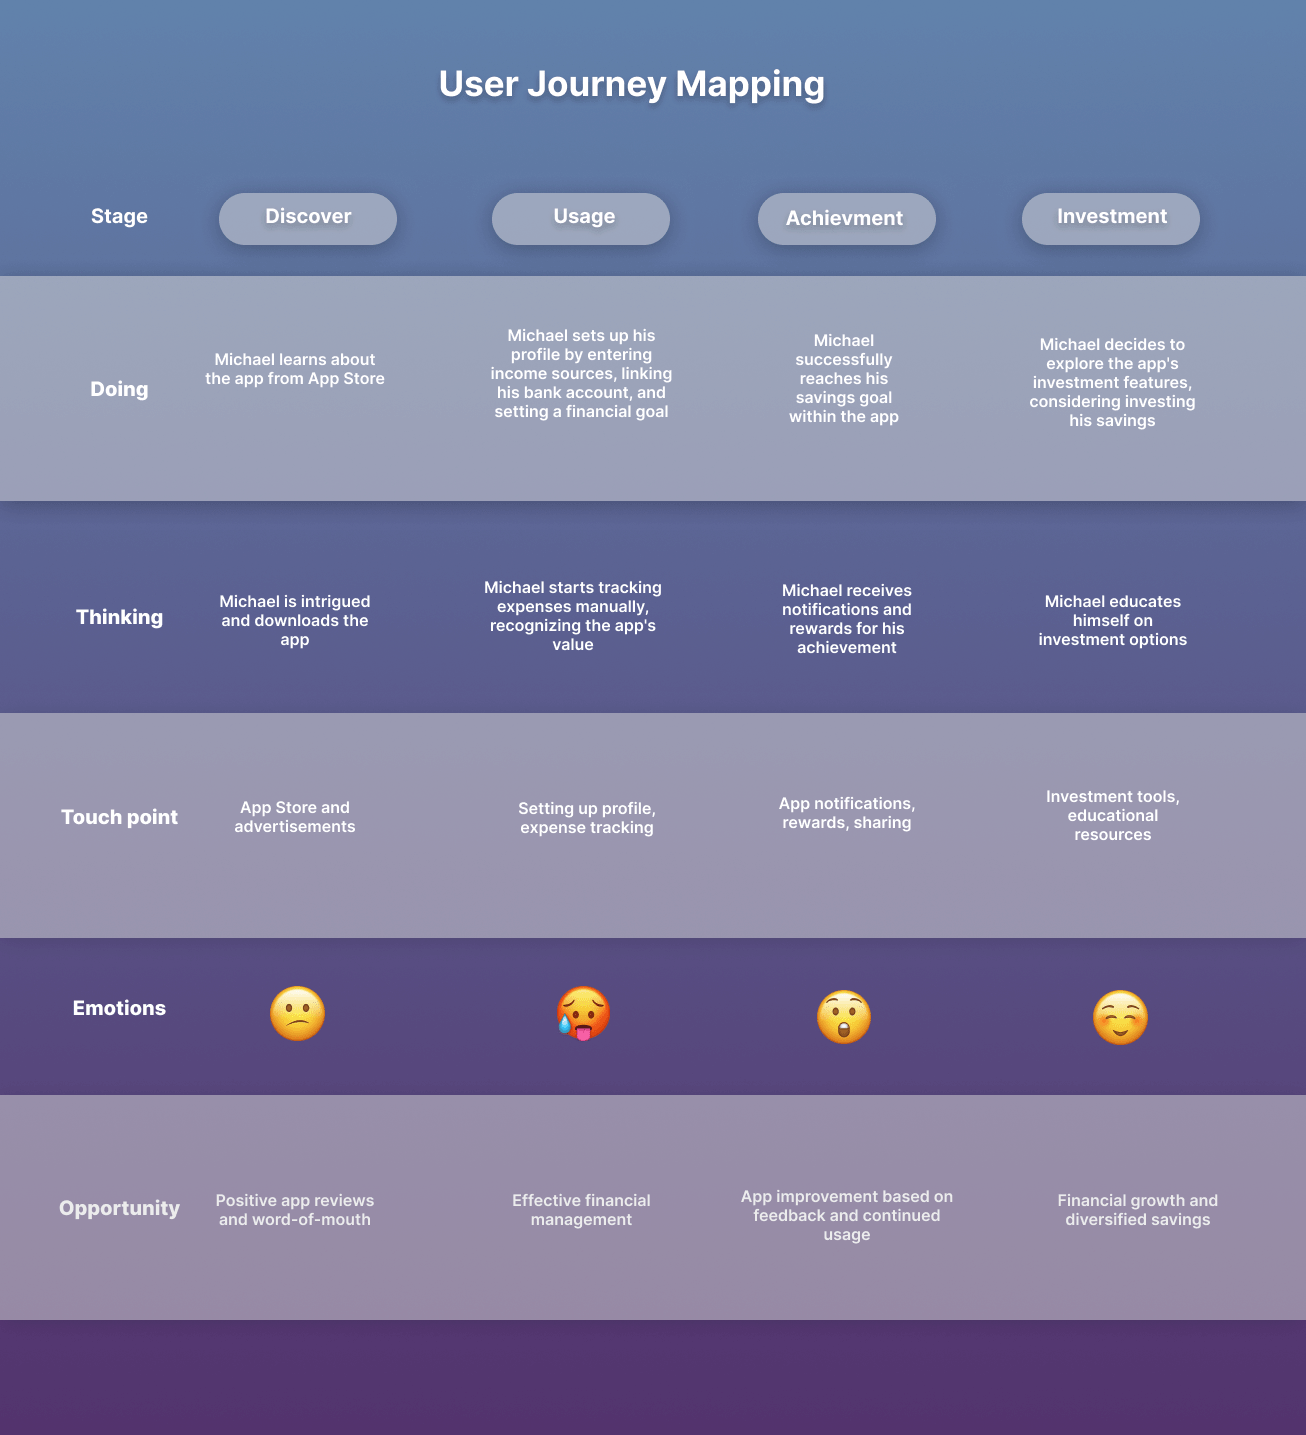 User Journey Mapping
Stage
Discover
Usage
Achievment
Investment
Doing
Michael learns about
the app from App Store
Michael sets up his
profile by entering
income sources, linking
his bank account, and
setting a financial goal
Michael
successfully
reaches his
savings goal
within the app
Michael decides to
explore the app's
investment features,
considering investing
his savings
Thinking
Michael is intrigued
and downloads the
app
Michael starts tracking
expenses manually,
recognizing the app's
value
Michael receives
notifications and
rewards for his
achievement
Michael educates
himself on
investment options
Touch point
App Store and
advertisements
Setting up profile,
expense tracking
App notifications,
rewards, sharing
Investment tools,
educational
resources
Emotions
Opportunity
Positive app reviews
and word-of-mouth
Effective financial
management
App improvement based on
feedback and continued
usage
Financial growth and
diversified savings